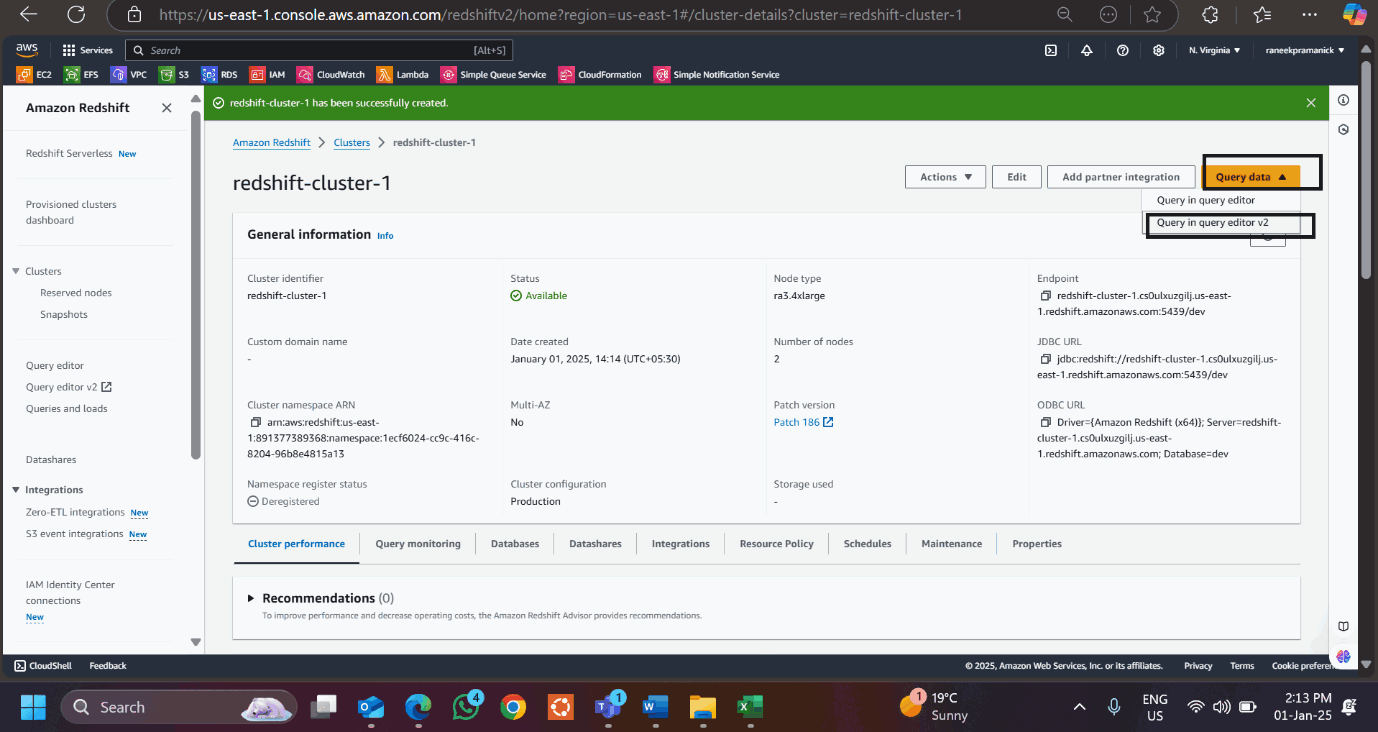 https://us-east-1.console.aws.amazon.com/redshiftv2/home?region=us-east-1#/cluster-details?cluster=redshift-cluster-1
aws
Services
Search
[Alt+S]
N. Virginia
raneekpramanick
EC2
EFS
VPC
S3
RDS
IAM
CloudWatch
Lambda
Simple Queue Service
CloudFormation
Simple Notification Service
Amazon Redshift
Redshift Serverless New
Provisioned clusters
dashboard
Clusters
Reserved nodes
Snapshots
Query editor
Query editor v2
Queries and loads
Datashares
Integrations
Zero-ETL integrations New
S3 event integrations New
IAM Identity Center
connections
New
redshift-cluster-1 has been successfully created.
Amazon Redshift
Clusters
redshift-cluster-1
redshift-cluster-1
Actions
Edit
Add partner integration
Query data
Query in query editor
Query in query editor v2
General information Info
Cluster identifier
redshift-cluster-1
Custom domain name
-
Cluster namespace ARN
arn:aws:redshift:us-east-
1:891377389368:namespace:1ecf6024-cc9c-416c-
8204-96b8e4815a13
Namespace register status
Deregistered
Status
Available
Date created
January 01, 2025, 14:14 (UTC+05:30)
Multi-AZ
No
Cluster configuration
Production
Node type
ra3.4xlarge
Number of nodes
2
Patch version
Patch 186
Storage used
-
Endpoint
redshift-cluster-1.cs0ulxuzgilj.us-east-
1.redshift.amazonaws.com:5439/dev
JDBC URL
jdbc:redshift://redshift-cluster-1.cs0ulxuzgilj.us-
east-1.redshift.amazonaws.com:5439/dev
ODBC URL
Driver={Amazon Redshift (x64)}; Server=redshift-
cluster-1.cs0ulxuzgilj.us-east-
1.redshift.amazonaws.com; Database=dev
Cluster performance
Query monitoring
Databases
Datashares
Integrations
Resource Policy
Schedules
Maintenance
Properties
Recommendations (0)
To improve performance and decrease operating costs, the Amazon Redshift Advisor provides recommendations.
CloudShell
Feedback
© 2025, Amazon Web Services, Inc. or its affiliates.
Privacy
Terms
Cookie preferen
Search
4
1
1
19°C
Sunny
ENG
US
2:13 PM
01-Jan-25